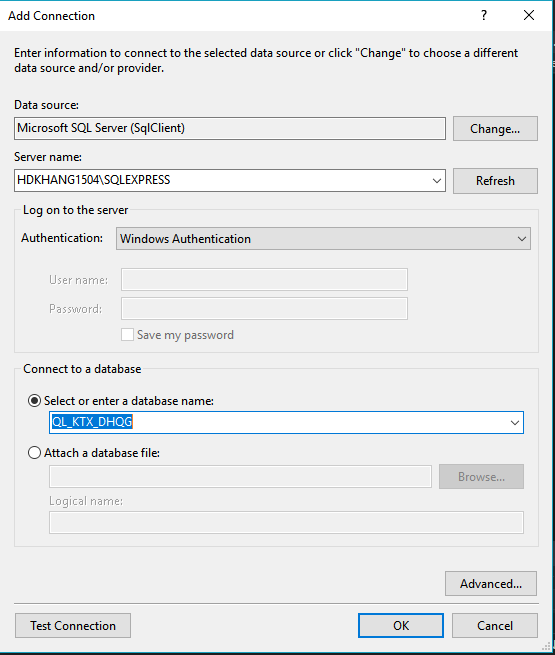 Add Connection
?
Enter information to connect to the selected data source or click "Change" to choose a different
data source and/or provider.
Data source:
Microsoft SQL Server (SqlClient)
Change...
Server name:
HDKHANG1504\SQLEXPRESS
Refresh
Log on to the server
Authentication:
Windows Authentication
User name:
Password:
Save my password
Connect to a database
Select or enter a database name:
QL_KTX_DHQG
Attach a database file:
Browse...
Logical name:
Advanced...
Test Connection
OK
Cancel